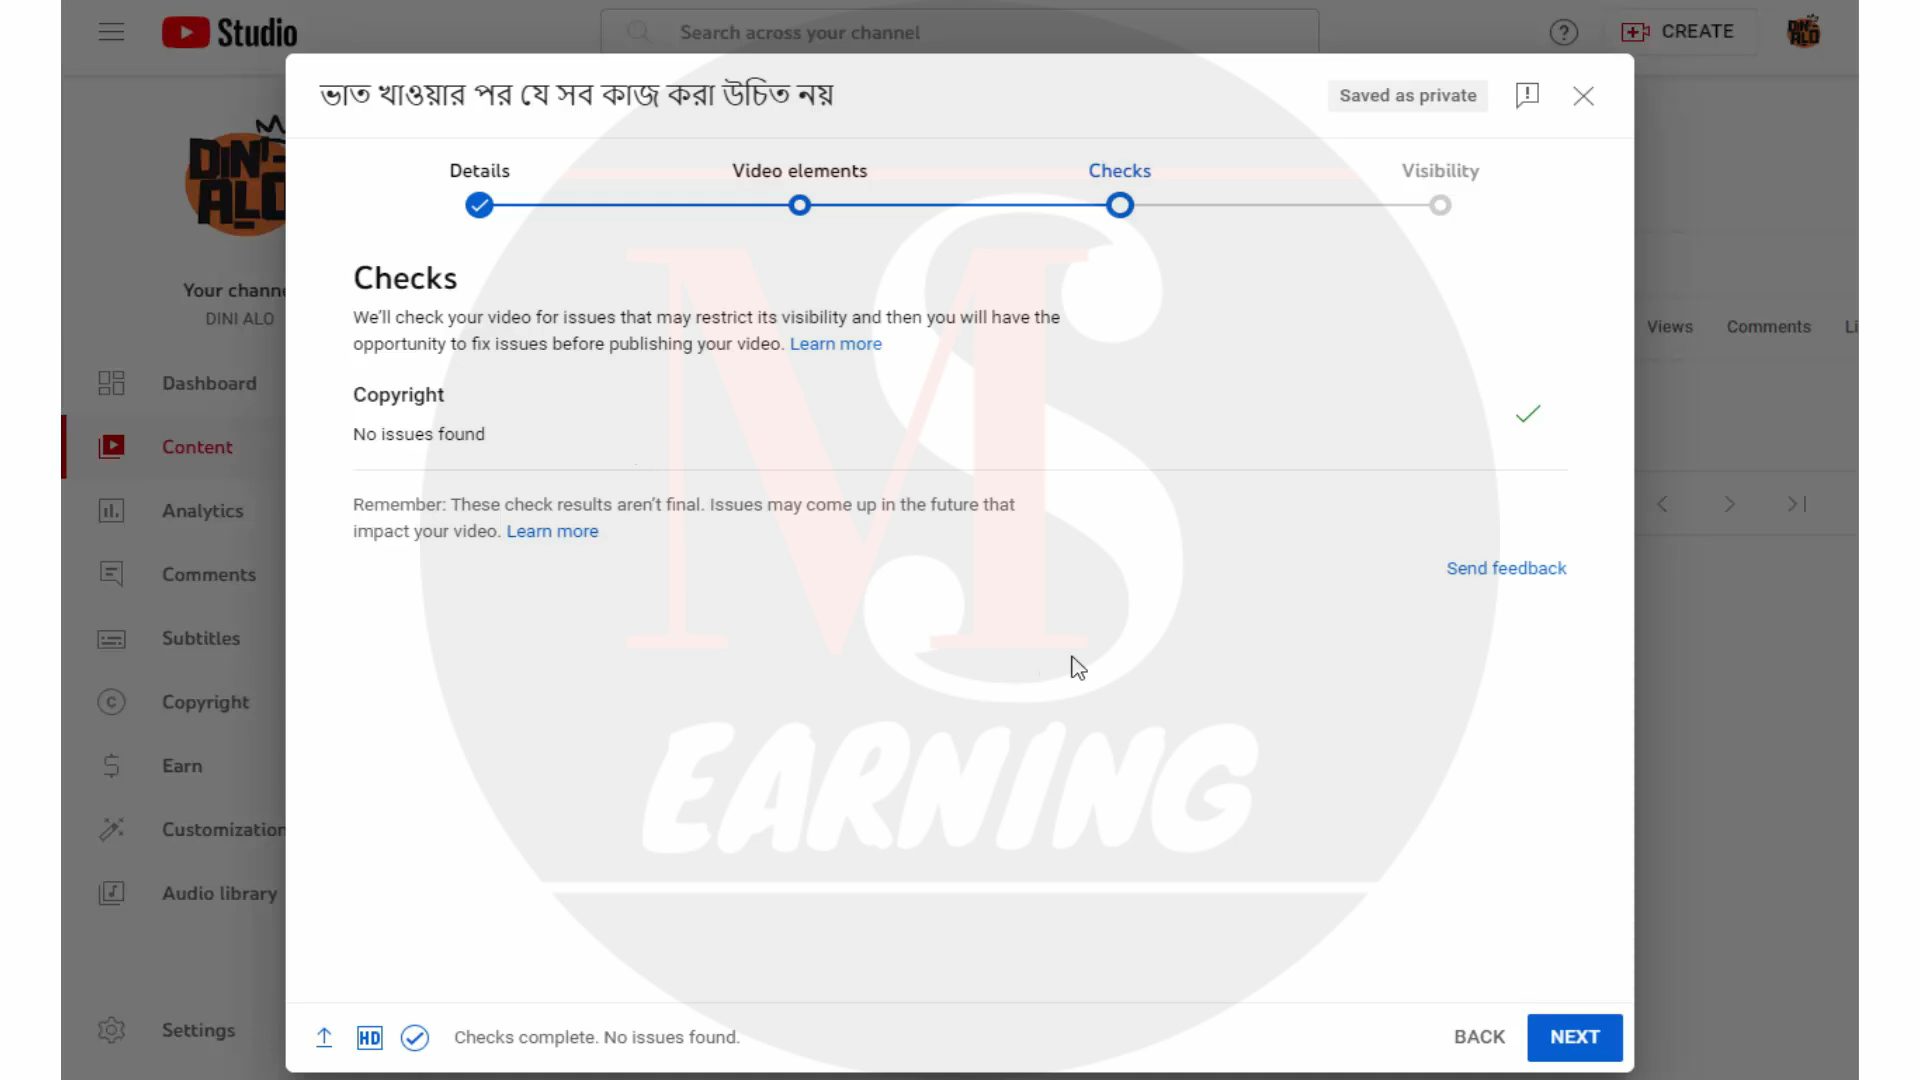 Studio
Search across your channel
CREATE
DINI ALO
ভাত খাওয়ার পর যে সব কাজ করা উচিত নয়
Saved as private
Details
Video elements
Checks
Visibility
Your chann
DINI ALO
Checks
We'll check your video for issues that may restrict its visibility and then you will have the
opportunity to fix issues before publishing your video. Learn more
Copyright
No issues found
Remember: These check results aren't final. Issues may come up in the future that
impact your video. Learn more
Send feedback
Views
Comments
Li
Dashboard
Content
Analytics
Comments
Subtitles
Copyright
Earn
Customization
Audio library
Settings
MS
EARNING
HD
Checks complete. No issues found.
BACK
NEXT